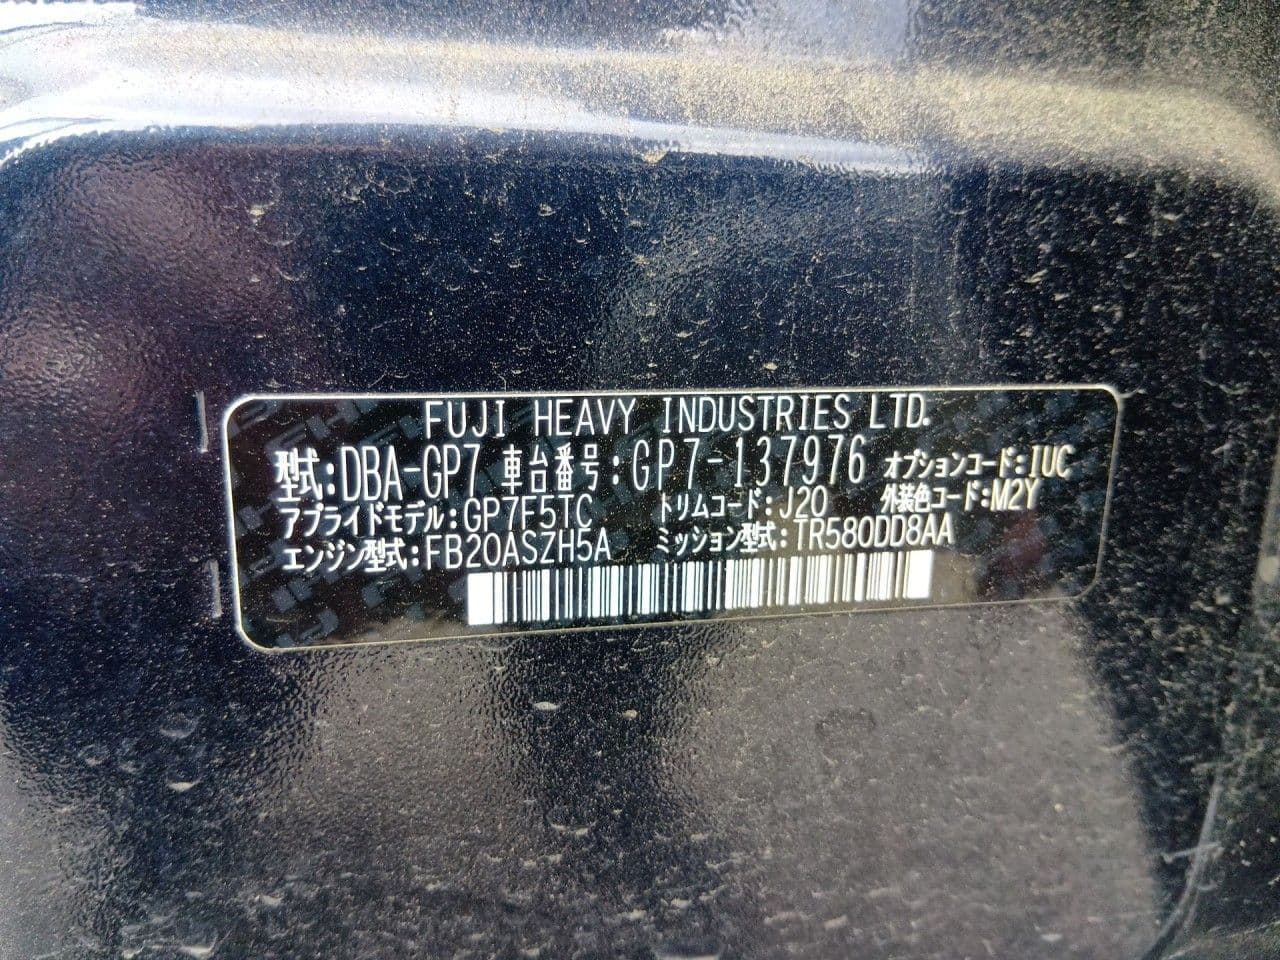 FUJI HEAVY INDUSTRIES LTD.
型式:DBA-GP7 車台番号:GP7-137976 オプションコード:IUC
アプライドモデル:GP7F5TC トリムコード:J20 外装色コード:M2Y
エンジン型式:FB20ASZH5A ミッション型式:TR580DD8AA